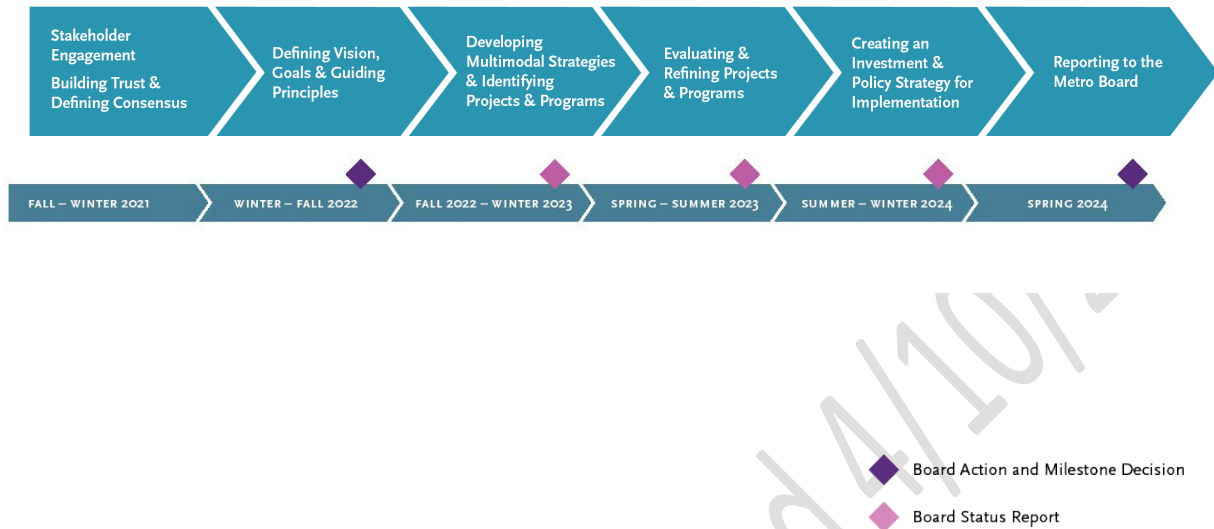 Stakeholder
Engagement
Building Trust &
Defining Consensus
Defining Vision,
Goals & Guiding
Principles
Developing
Multimodal Strategies
& Identifying
Projects & Programs
Evaluating &
Refining Projects
& Programs
Creating an
Investment &
Policy Strategy for
Implementation
Reporting to the
Metro Board
FALL – WINTER 2021
WINTER – FALL 2022
FALL 2022 – WINTER 2023
SPRING – SUMMER 2023
SUMMER – WINTER 2024
SPRING 2024
d 4/10/
Board Action and Milestone Decision
Board Status Report